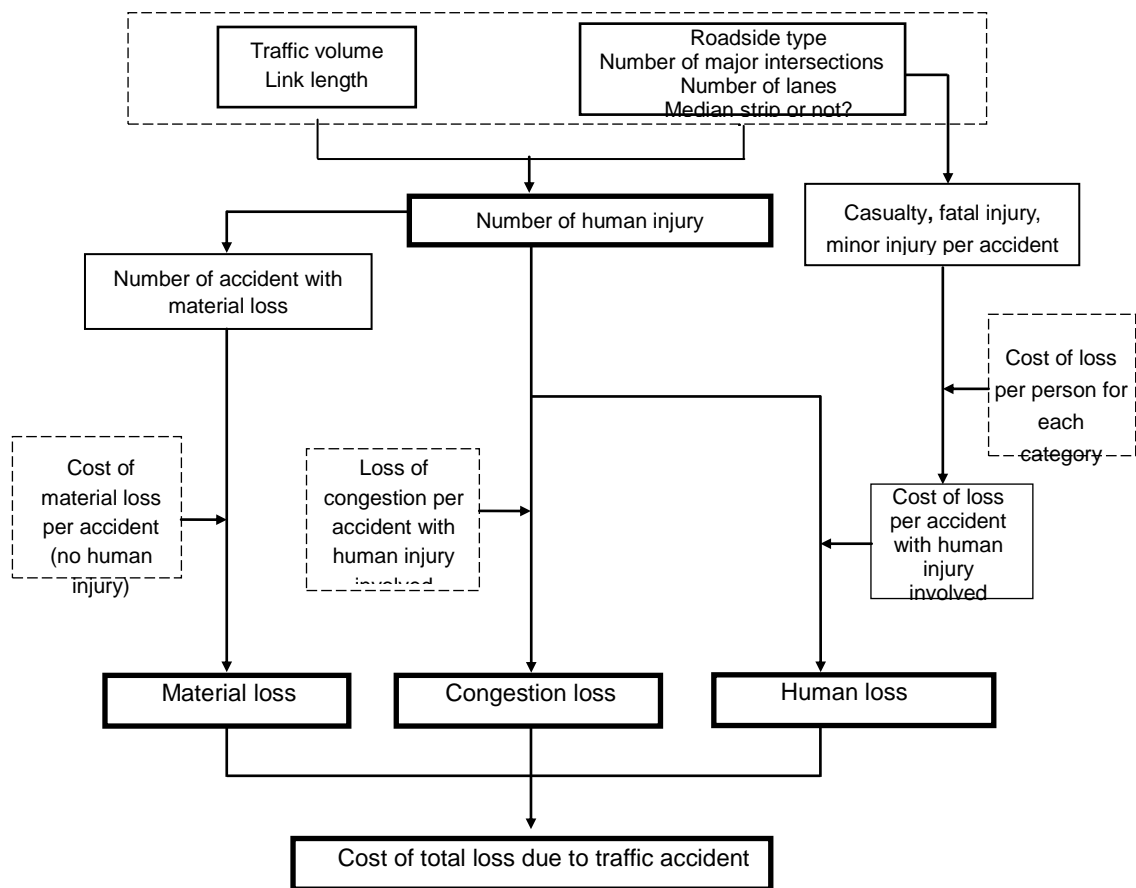 Traffic volume
Link length
Roadside type
Number of major intersections
Number of lanes
Median strip or not?
Number of human injury
Casualty, fatal injury,
minor injury per accident
Number of accident with
material loss
Cost of loss
per person for
each
category
Cost of
material loss
per accident
(no human
injury)
Loss of
congestion per
accident with
human injury
involved
Cost of loss
per accident
with human
injury
involved
Material loss
Congestion loss
Human loss
Cost of total loss due to traffic accident